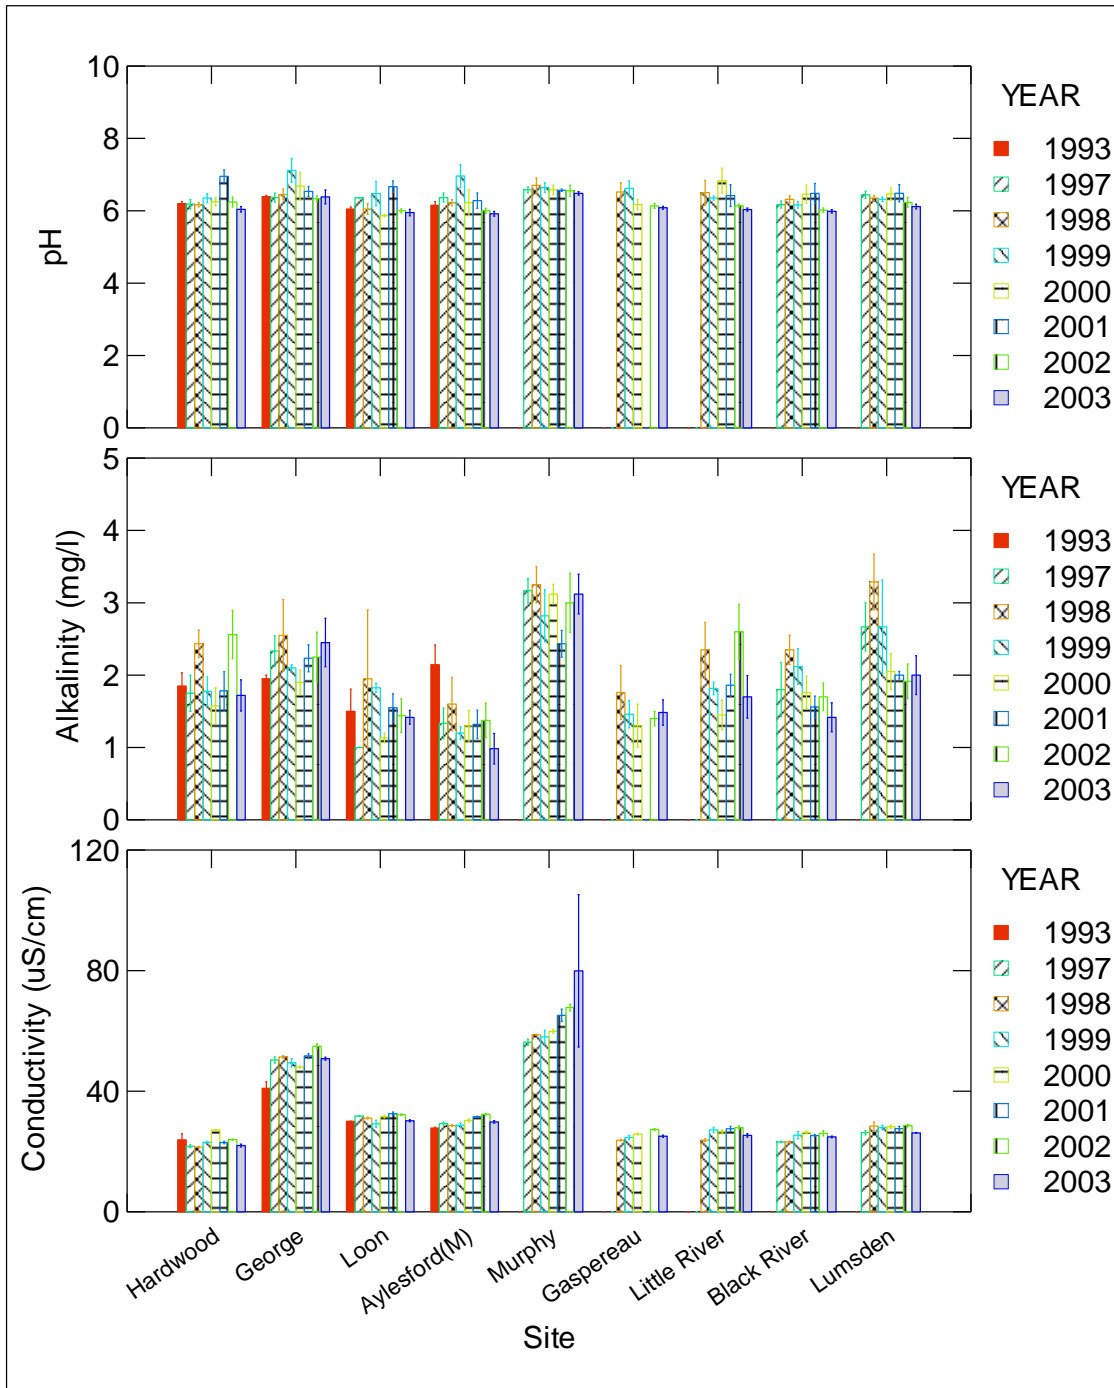 10
8
6
4
2
0
pH
YEAR
1993
1997
1998
1999
2000
2001
2002
2003
5
4
3
2
1
0
Alkalinity (mg/l)
YEAR
1993
1997
1998
1999
2000
2001
2002
2003
120
80
40
0
Conductivity (uS/cm)
YEAR
1993
1997
1998
1999
2000
2001
2002
2003
Hardwood
George
Loon
Aylesford(M)
Murphy
Gaspereau
Little River
Black River
Lumsden
Site